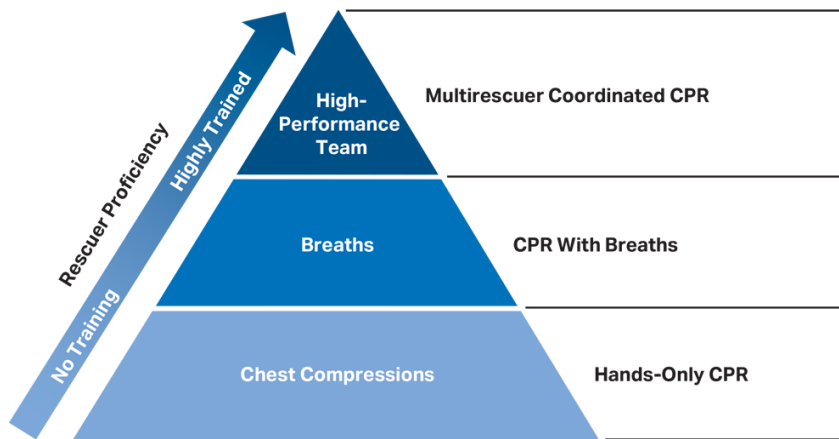 Rescuer Proficiency
Highly Trained
No Training
High-
Performance
Team
Multirescuer Coordinated CPR
Breaths
CPR With Breaths
Chest Compressions
Hands-Only CPR